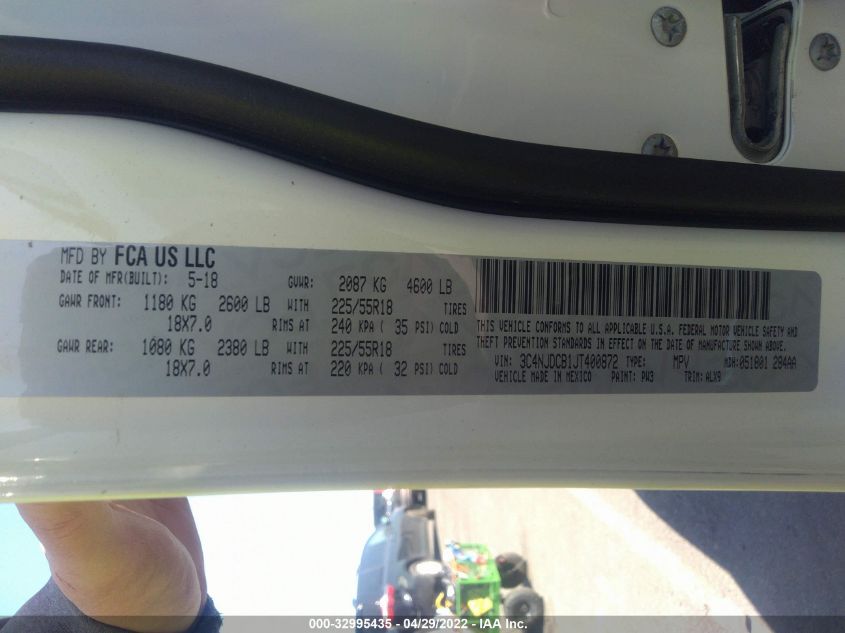 MFD BY FCA US LLC
DATE OF MFR(BUILT): 5-18 GVWR: 2087 KG 4600 LB
GAWR FRONT: 1180 KG 2600 LB WITH 225/55R18 TIRES
18X7.0 RIMS AT 240 KPA ( 35 PSI) COLD
GAWR REAR: 1080 KG 2380 LB WITH 225/55R18 TIRES
18X7.0 RIMS AT 220 KPA ( 32 PSI) COLD
THIS VEHICLE CONFORMS TO ALL APPLICABLE U.S.A. FEDERAL MOTOR VEHICLE SAFETY AND
THEFT PREVENTION STANDARDS IN EFFECT ON THE DATE OF MANUFACTURE SHOWN ABOVE.
VIN: 3C4NJDCB1JT400872 TYPE: MPV MDH:051801 284AA
VEHICLE MADE IN MEXICO PAINT: PW3 TRIM: ALX9
000-32995435 - 04/29/2022 - IAA Inc.